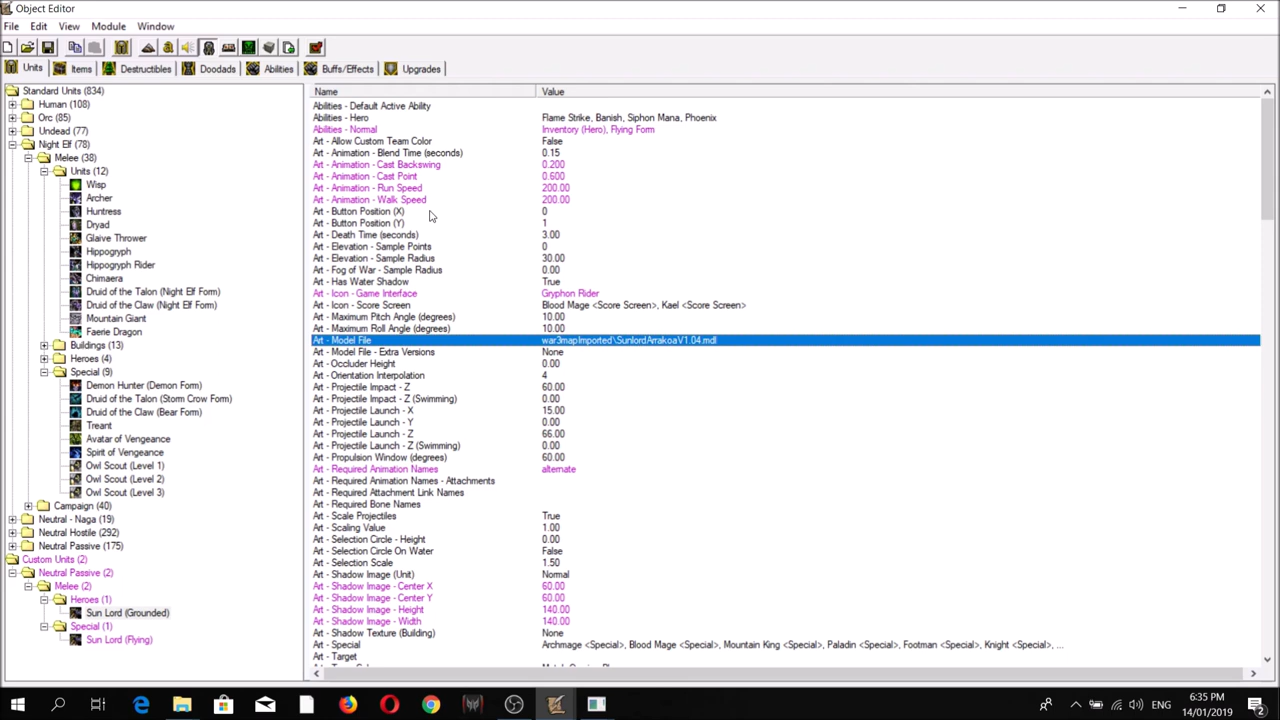 Object Editor
File Edit View Module Window
Units Items Destructibles Doodads Abilities Buffs/Effects Upgrades
Standard Units (834)
Human (108)
Orc (85)
Undead (77)
Night Elf (78)
Melee (38)
Units (12)
Wisp
Archer
Huntress
Dryad
Glaive Thrower
Hippogryph
Hippogryph Rider
Chimaera
Druid of the Talon (Night Elf Form)
Druid of the Claw (Night Elf Form)
Mountain Giant
Faerie Dragon
Buildings (13)
Heroes (4)
Special (9)
Demon Hunter (Demon Form)
Druid of the Talon (Storm Crow Form)
Druid of the Claw (Bear Form)
Treant
Avatar of Vengeance
Spirit of Vengeance
Owl Scout (Level 1)
Owl Scout (Level 2)
Owl Scout (Level 3)
Campaign (40)
Neutral - Naga (19)
Neutral Hostile (292)
Neutral Passive (175)
Custom Units (2)
Neutral Passive (2)
Melee (2)
Heroes (1)
Sun Lord (Grounded)
Special (1)
Sun Lord (Flying)
Name Value
Abilities - Default Active Ability
Abilities - Hero Flame Strike, Banish, Siphon Mana, Phoenix
Abilities - Normal Inventory (Hero), Flying Form
Art - Allow Custom Team Color False
Art - Animation - Blend Time (seconds) 0.15
Art - Animation - Cast Backswing 0.200
Art - Animation - Cast Point 0.600
Art - Animation - Run Speed 200.00
Art - Animation - Walk Speed 200.00
Art - Button Position (X) 0
Art - Button Position (Y) 1
Art - Death Time (seconds) 3.00
Art - Elevation - Sample Points 0
Art - Elevation - Sample Radius 30.00
Art - Fog of War - Sample Radius 0.00
Art - Has Water Shadow True
Art - Icon - Game Interface Gryphon Rider
Art - Icon - Score Screen Blood Mage <Score Screen>, Kael <Score Screen>
Art - Maximum Pitch Angle (degrees) 10.00
Art - Maximum Roll Angle (degrees) 10.00
Art - Model File war3mapImported\SunlordArrakoaV1.04.mdl
Art - Model File - Extra Versions None
Art - Occluder Height 0.00
Art - Orientation Interpolation 4
Art - Projectile Impact - Z 60.00
Art - Projectile Impact - Z (Swimming) 0.00
Art - Projectile Launch - X 15.00
Art - Projectile Launch - Y 0.00
Art - Projectile Launch - Z 66.00
Art - Projectile Launch - Z (Swimming) 0.00
Art - Propulsion Window (degrees) 60.00
Art - Required Animation Names alternate
Art - Required Animation Names - Attachments
Art - Required Attachment Link Names
Art - Required Bone Names
Art - Scale Projectiles True
Art - Scaling Value 1.00
Art - Selection Circle - Height 0.00
Art - Selection Circle On Water False
Art - Selection Scale 1.50
Art - Shadow Image (Unit) Normal
Art - Shadow Image - Center X 60.00
Art - Shadow Image - Center Y 60.00
Art - Shadow Image - Height 140.00
Art - Shadow Image - Width 140.00
Art - Shadow Texture (Building) None
Art - Special Archmage <Special>, Blood Mage <Special>, Mountain King <Special>, Paladin <Special>, Footman <Special>, Knight <Special>, ...
Art - Target
ENG
6:35 PM
14/01/2019
2